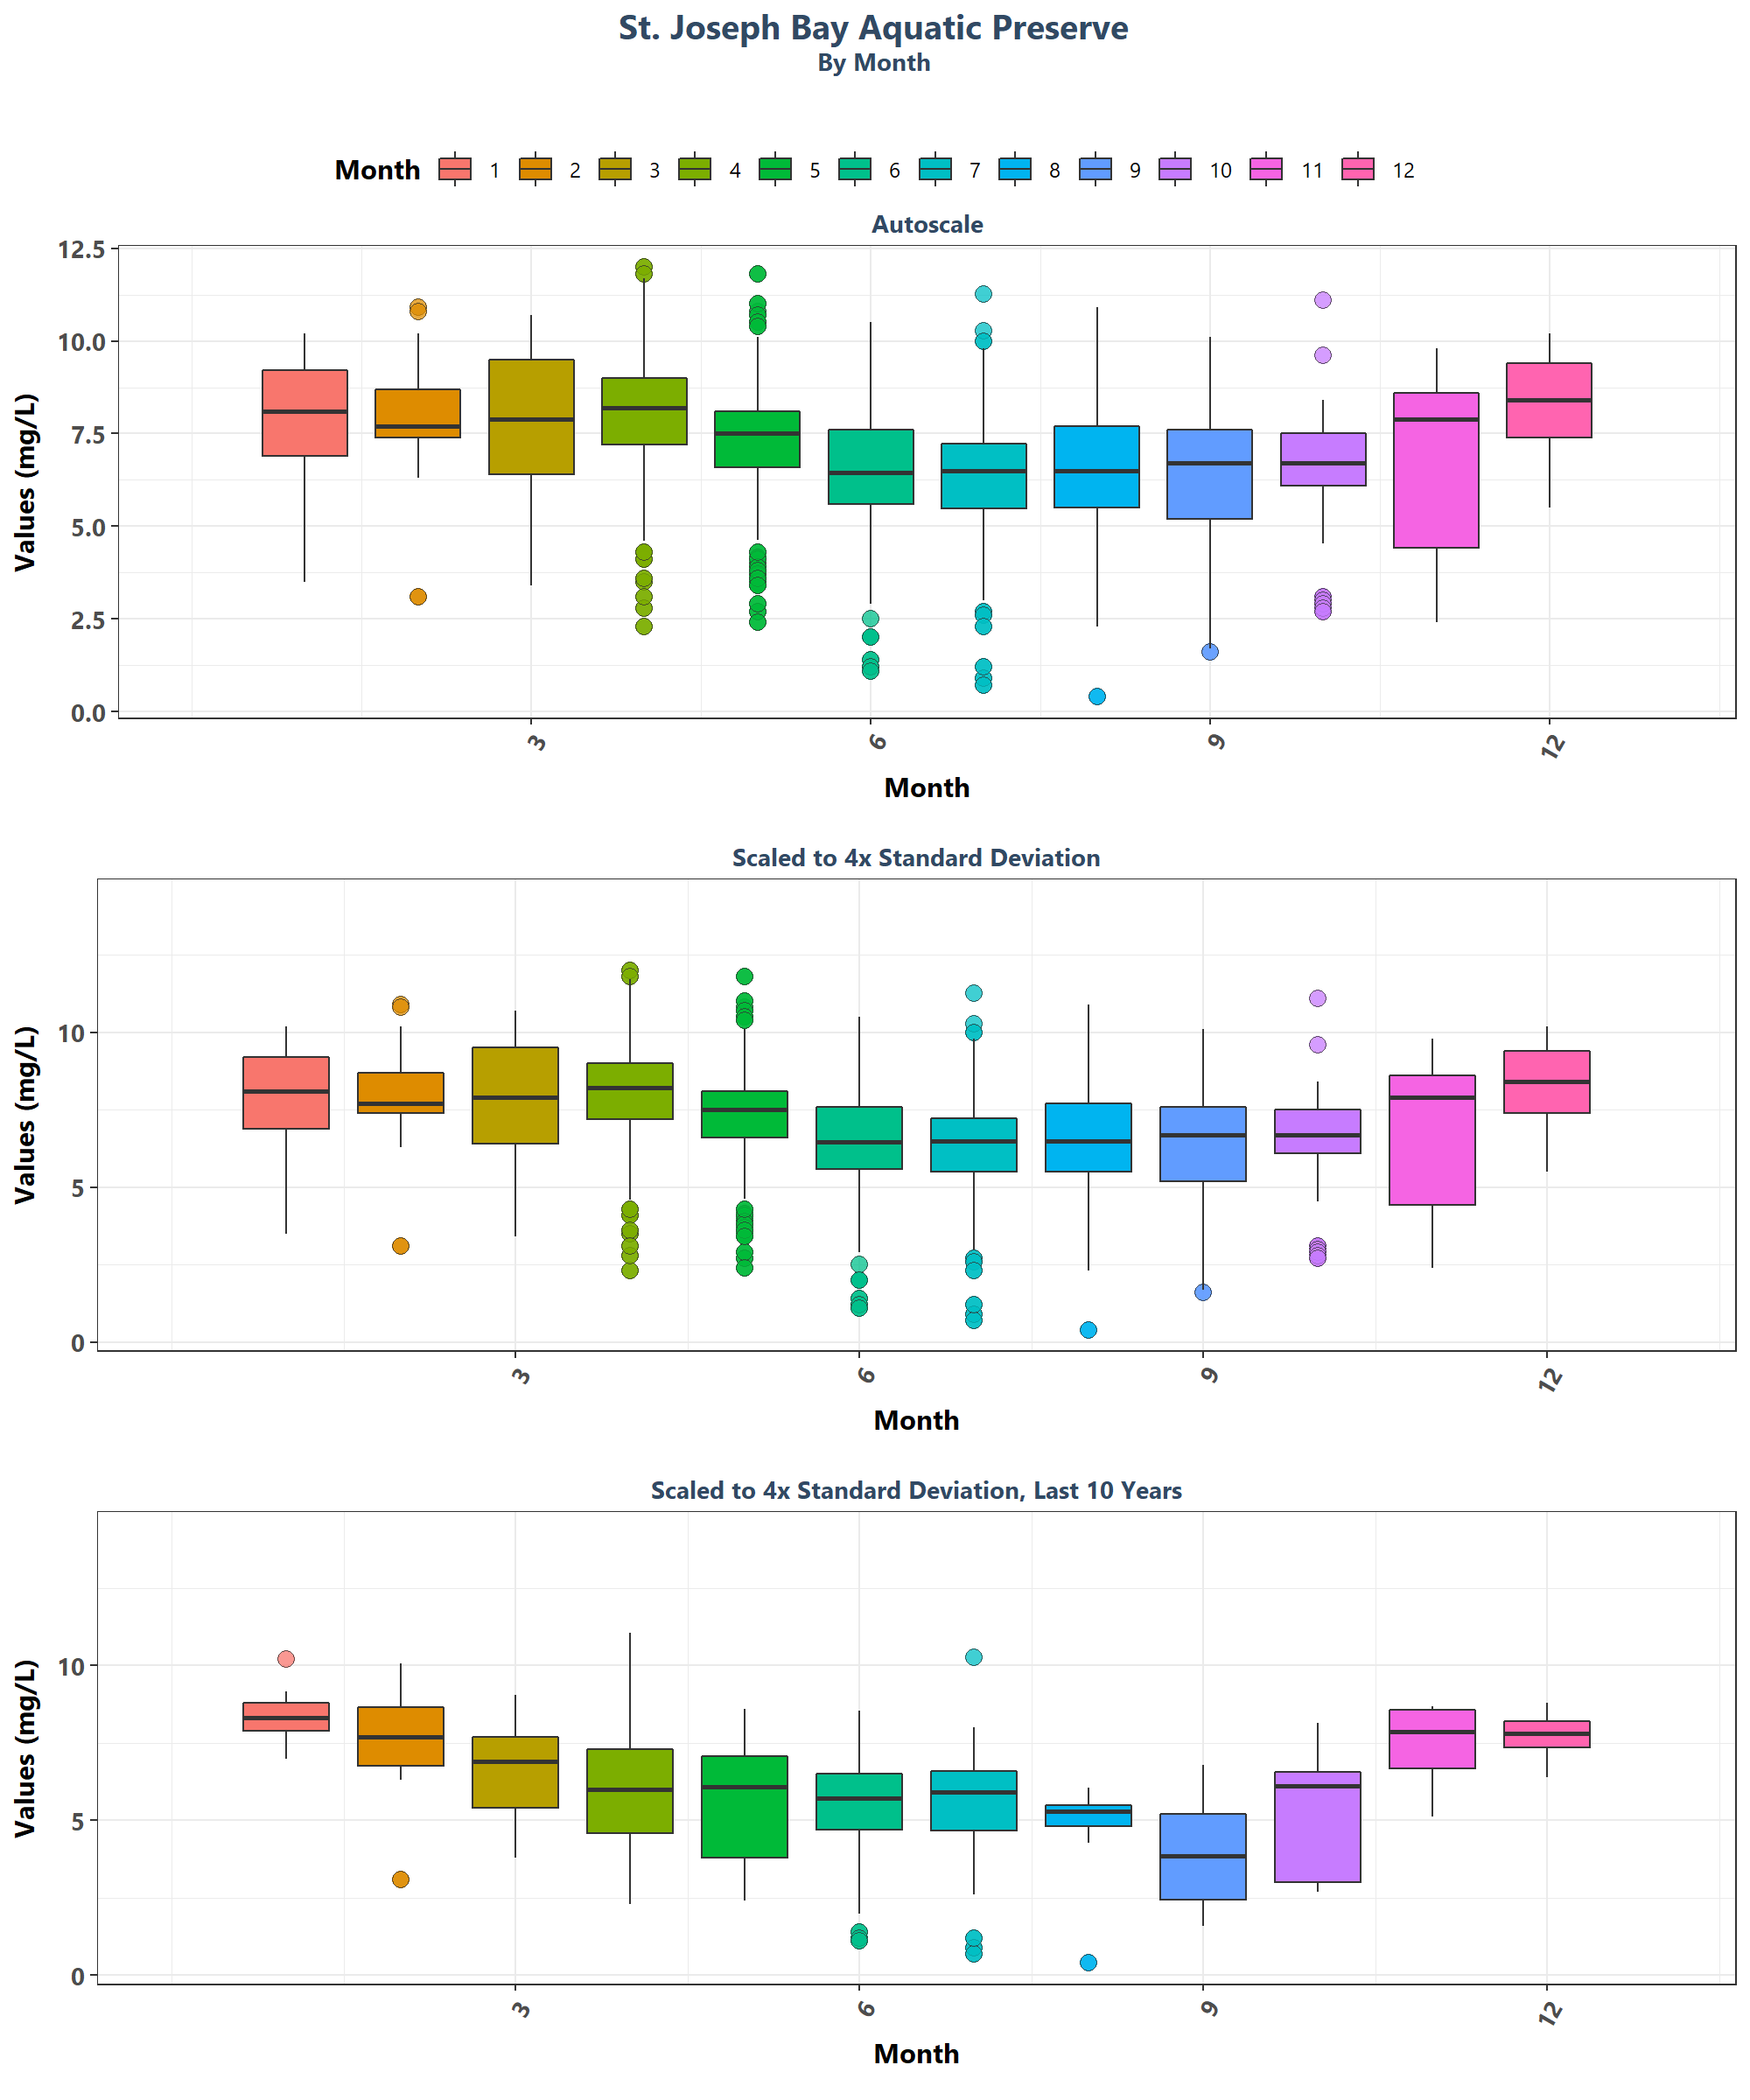 St. Joseph Bay Aquatic Preserve
By Month
Month 1 2 3 4 5 6 7 8 9 10 11 12
Autoscale
Values (mg/L)
12.5
10.0
7.5
5.0
2.5
0.0
3 6 9 12
Month
Scaled to 4x Standard Deviation
Values (mg/L)
10
5
0
3 6 9 12
Month
Scaled to 4x Standard Deviation, Last 10 Years
Values (mg/L)
10
5
0
3 6 9 12
Month